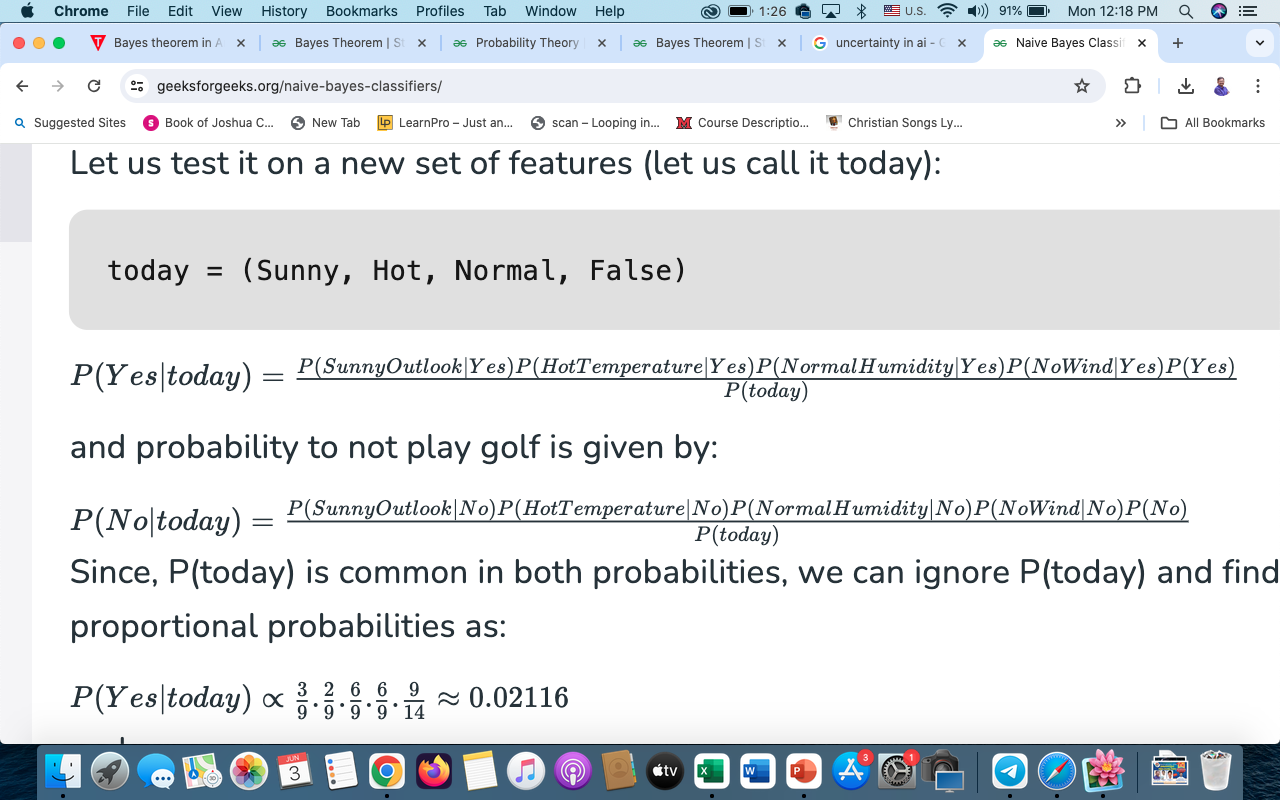 Chrome File Edit View History Bookmarks Profiles Tab Window Help 1:26 U.S. 91% Mon 12:18 PM
Bayes theorem in A Bayes Theorem | St Probability Theory Bayes Theorem | St uncertainty in ai - G Naive Bayes Classif
geeksforgeeks.org/naive-bayes-classifiers/
Suggested Sites Book of Joshua C... New Tab LearnPro – Just an... scan – Looping in... Course Descriptio... Christian Songs Ly... All Bookmarks
Let us test it on a new set of features (let us call it today):
today = (Sunny, Hot, Normal, False)
P(Yes|today) = P(SunnyOutlook|Yes)P(HotTemperature|Yes)P(NormalHumidity|Yes)P(NoWind|Yes)P(Yes) / P(today)
and probability to not play golf is given by:
P(No|today) = P(SunnyOutlook|No)P(HotTemperature|No)P(NormalHumidity|No)P(NoWind|No)P(No) / P(today)
Since, P(today) is common in both probabilities, we can ignore P(today) and find
proportional probabilities as:
P(Yes|today) ∝ 3/9 . 2/9 . 6/9 . 6/9 . 9/14 ≈ 0.02116
JUN
3
tv
3
1